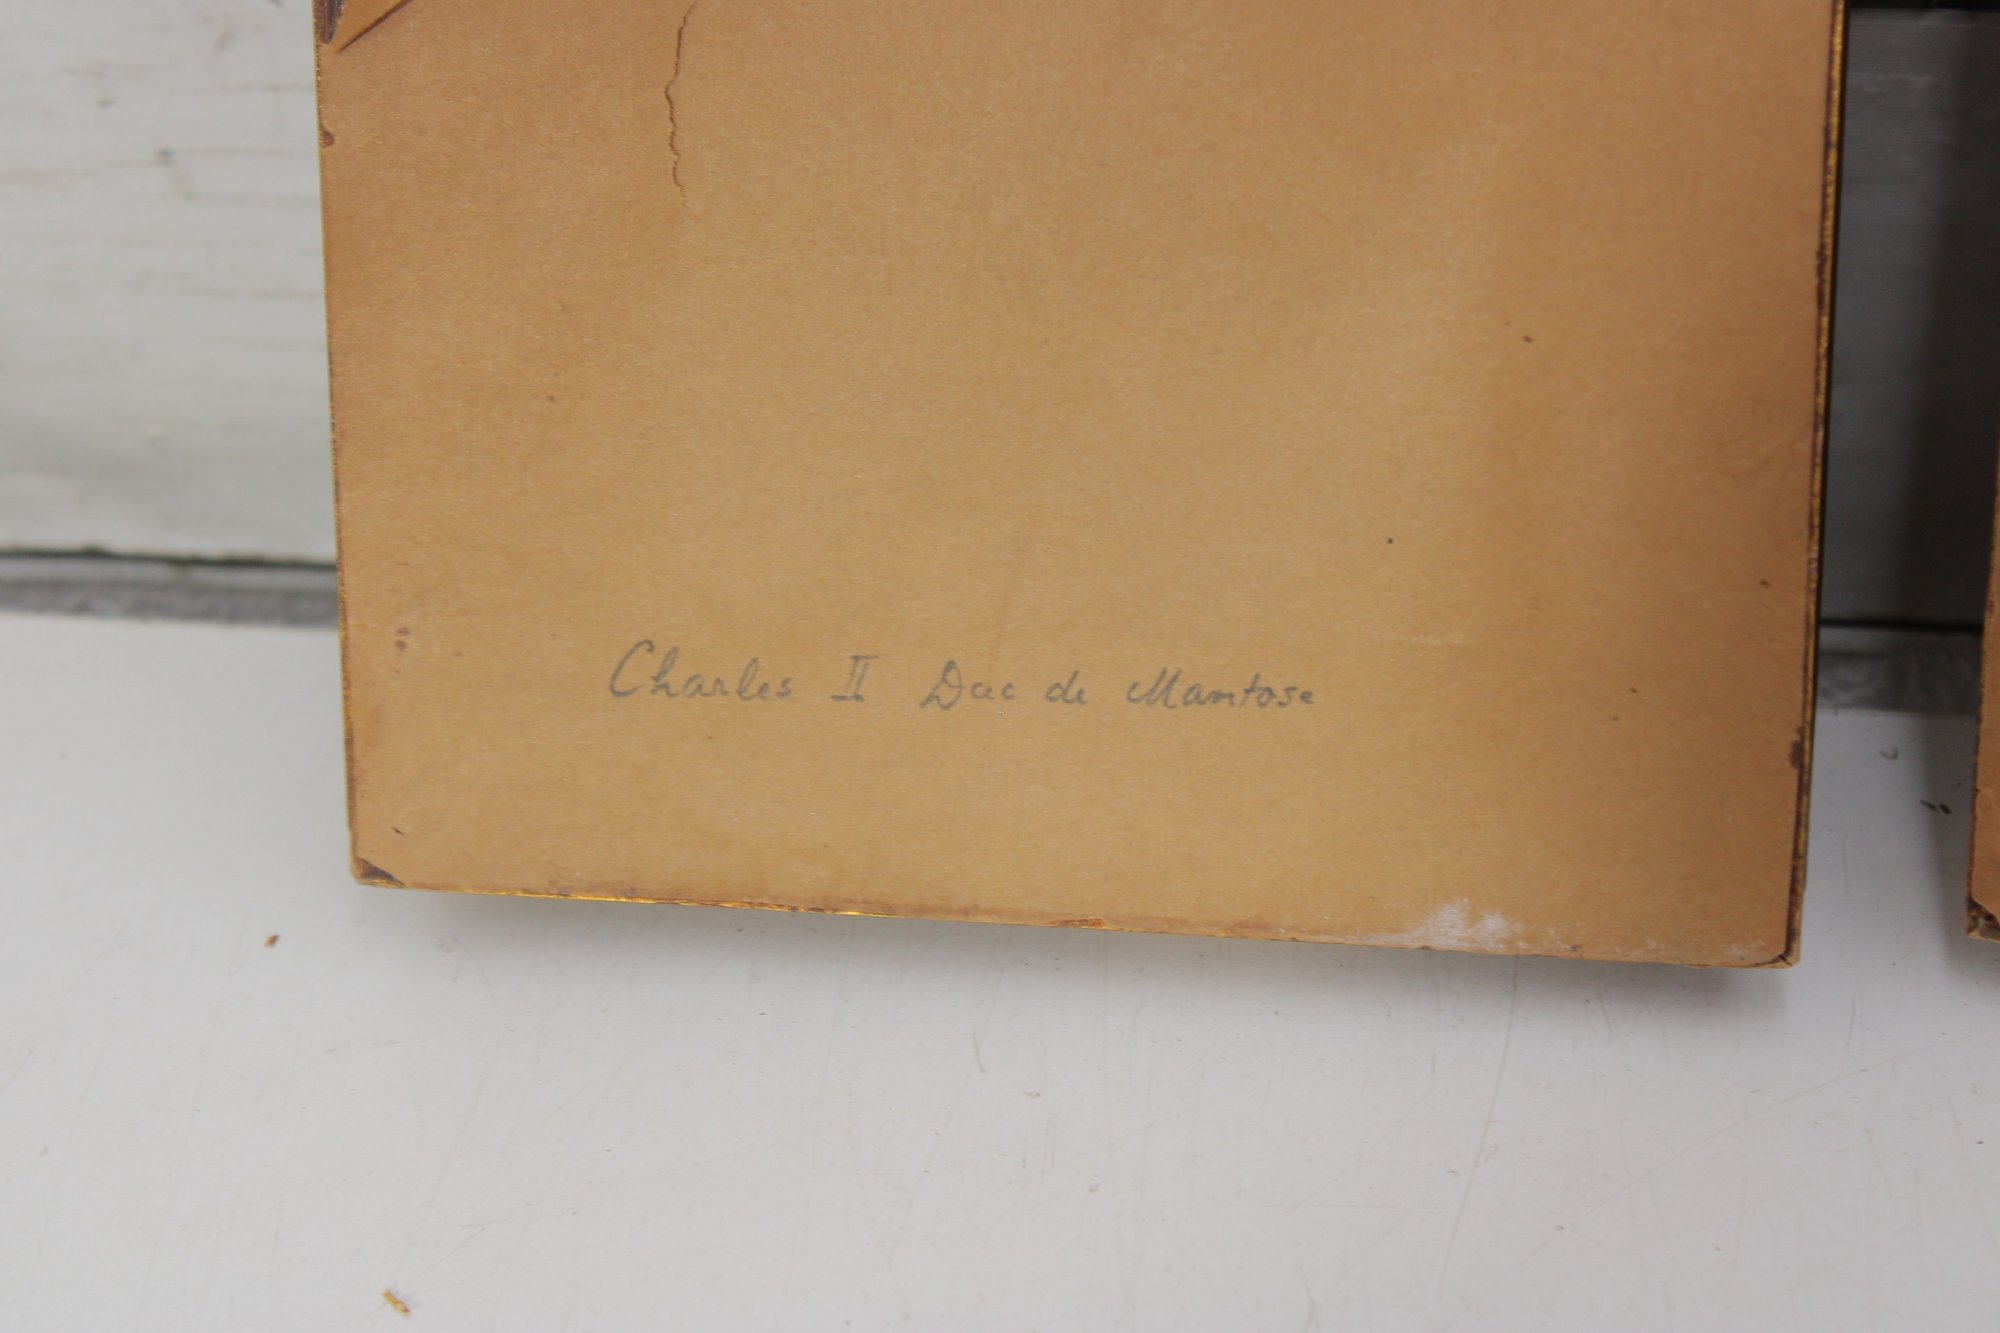 Charles II Duc de Mantose